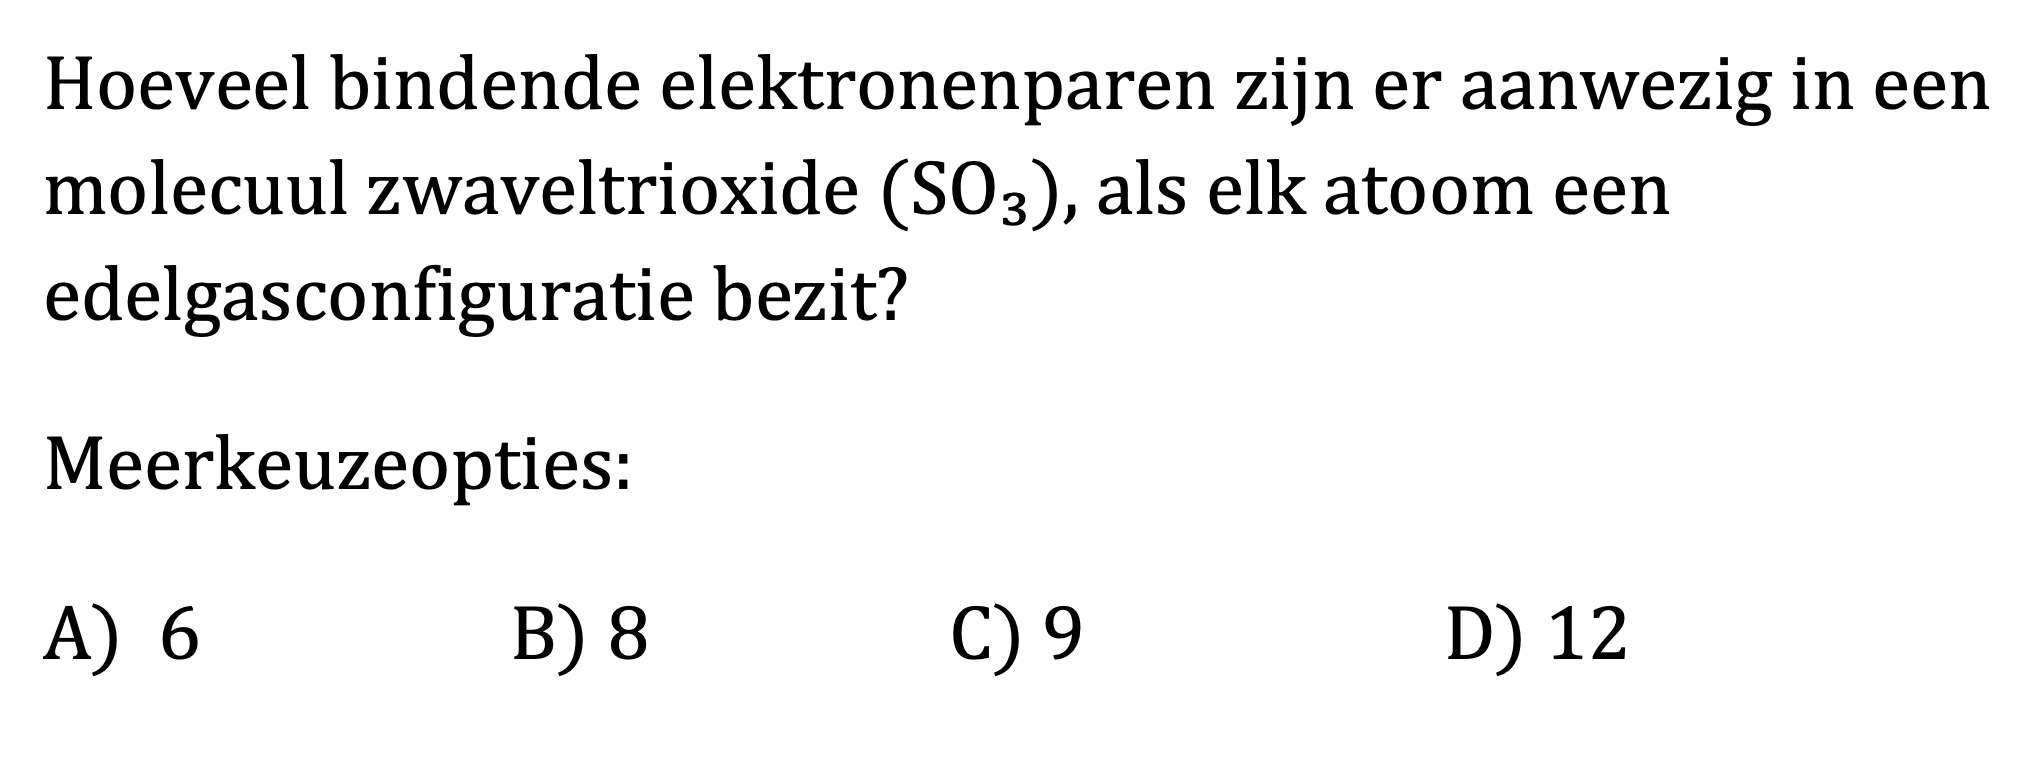 Hoeveel bindende elektronenparen zijn er aanwezig in een
molecuul zwaveltrioxide (SO₃), als elk atoom een
edelgasconfiguratie bezit?
Meerkeuzeopties:
A) 6 B) 8 C) 9 D) 12